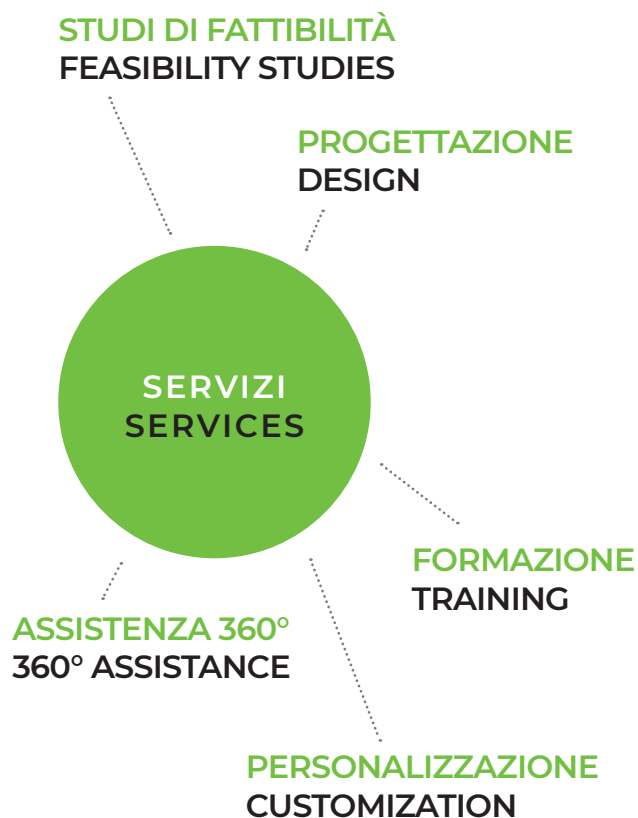 STUDI DI FATTIBILITÀ
FEASIBILITY STUDIES
PROGETTAZIONE
DESIGN
SERVIZI
SERVICES
FORMAZIONE
TRAINING
ASSISTENZA 360°
360° ASSISTANCE
PERSONALIZZAZIONE
CUSTOMIZATION